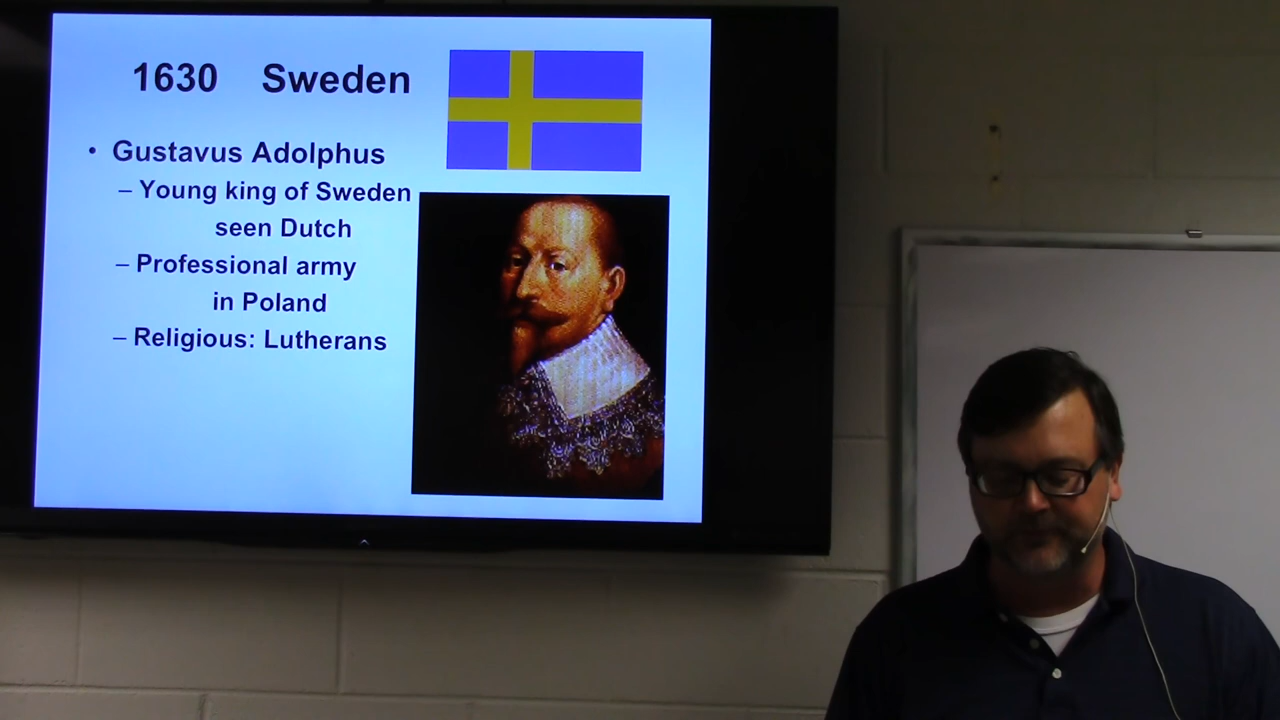 1630 Sweden
• Gustavus Adolphus
– Young king of Sweden
seen Dutch
– Professional army
in Poland
– Religious: Lutherans